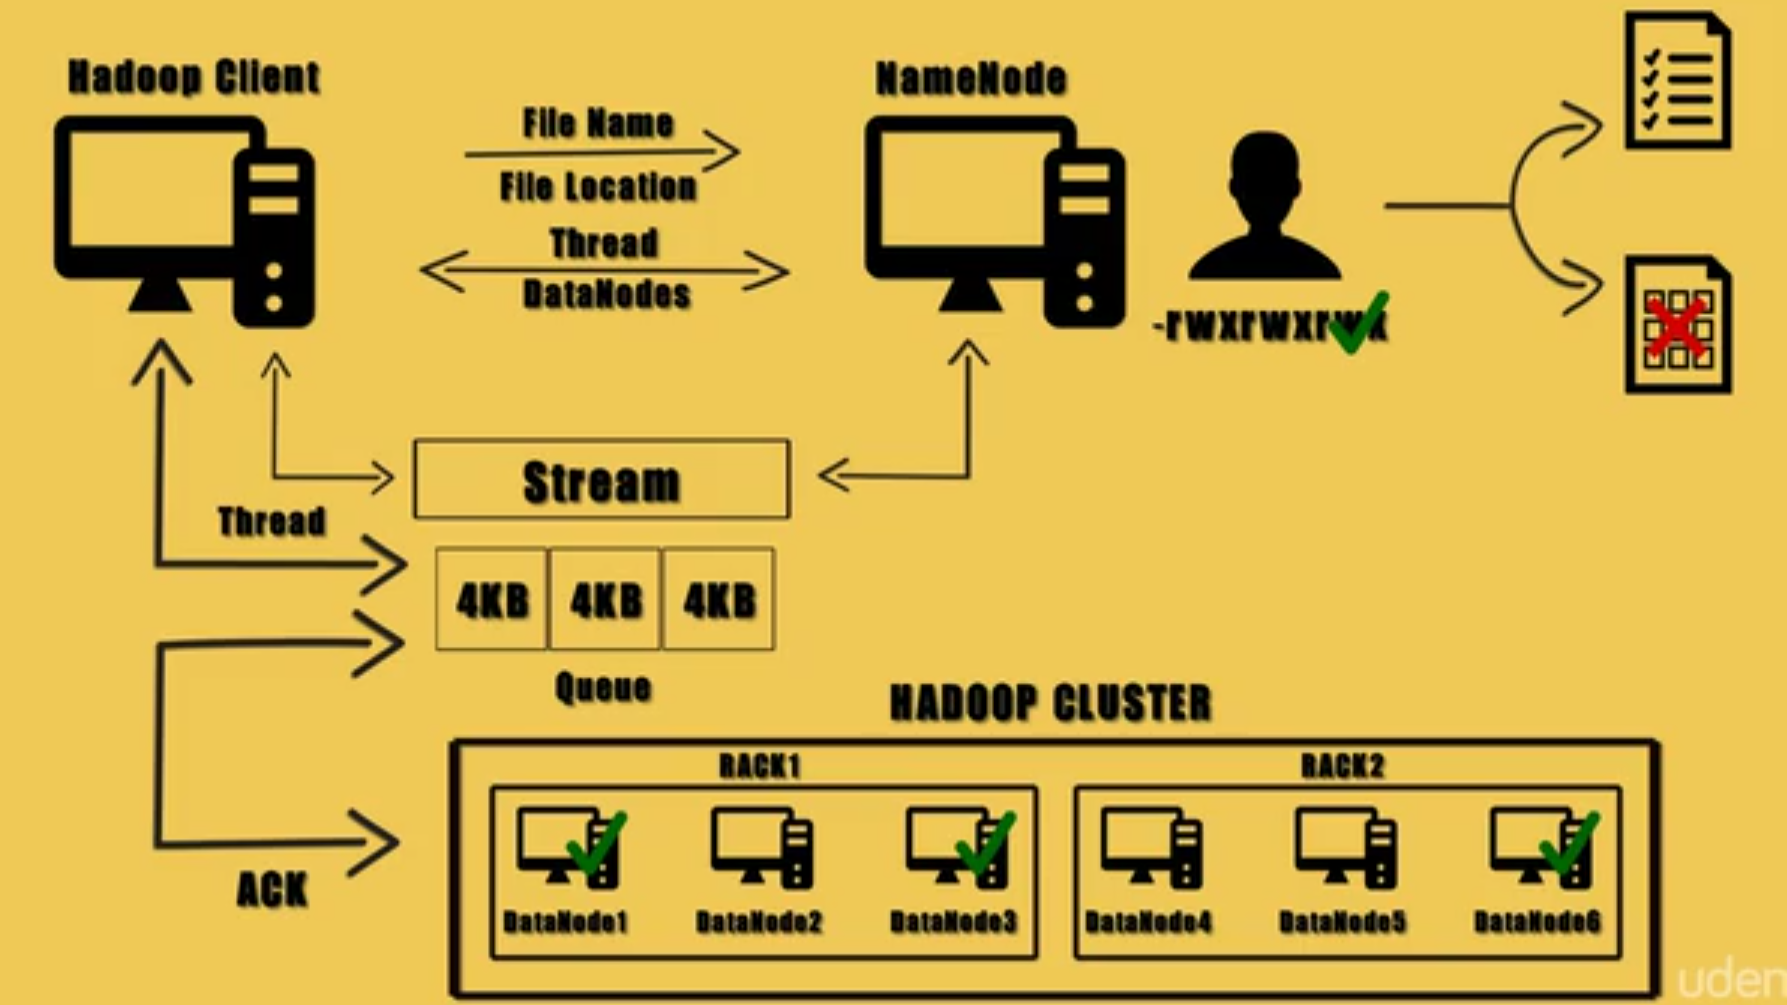 Hadoop Client
NameNode
File Name
File Location
Thread
DataNodes
-rwxrwxrwx
Stream
Thread
4KB 4KB 4KB
Queue
HADOOP CLUSTER
RACK1
RACK2
ACK
DataNode1 DataNode2 DataNode3
DataNode4 DataNode5 DataNode6
uden